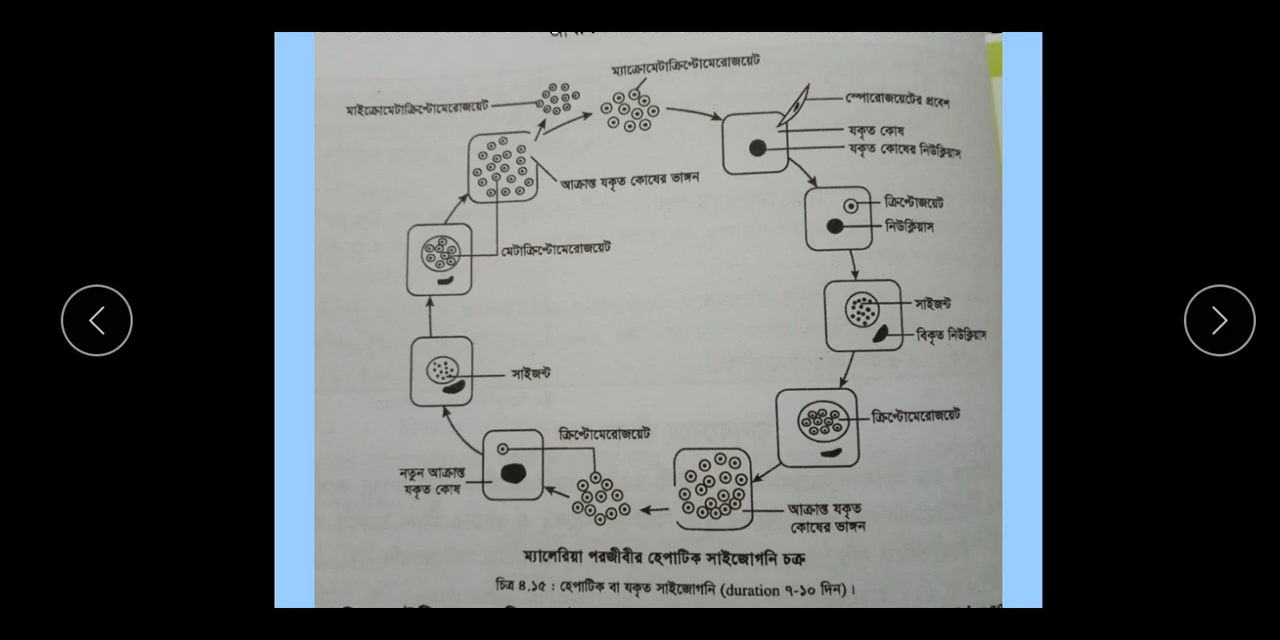 ম্যাক্রোমেটাক্রিপ্টোমেরোজয়েট
মাইক্রোমেটাক্রিপ্টোমেরোজয়েট
স্পোরোজয়েটের প্রবেশ
যকৃত কোষ
যকৃত কোষের নিউক্লিয়াস
আক্রান্ত যকৃত কোষের ভাঙ্গন
ক্রিপ্টোজয়েট
নিউক্লিয়াস
মেটাক্রিপ্টোমেরোজয়েট
সাইজন্ট
বিকৃত নিউক্লিয়াস
সাইজন্ট
ক্রিপ্টোমেরোজয়েট
ক্রিপ্টোমেরোজয়েট
নতুন আক্রান্ত
যকৃত কোষ
আক্রান্ত যকৃত
কোষের ভাঙ্গন
ম্যালেরিয়া পরজীবীর হেপাটিক সাইজোগনি চক্র
চিত্র ৪.১৫ : হেপাটিক বা যকৃত সাইজোগনি (duration ৭-১০ দিন)।